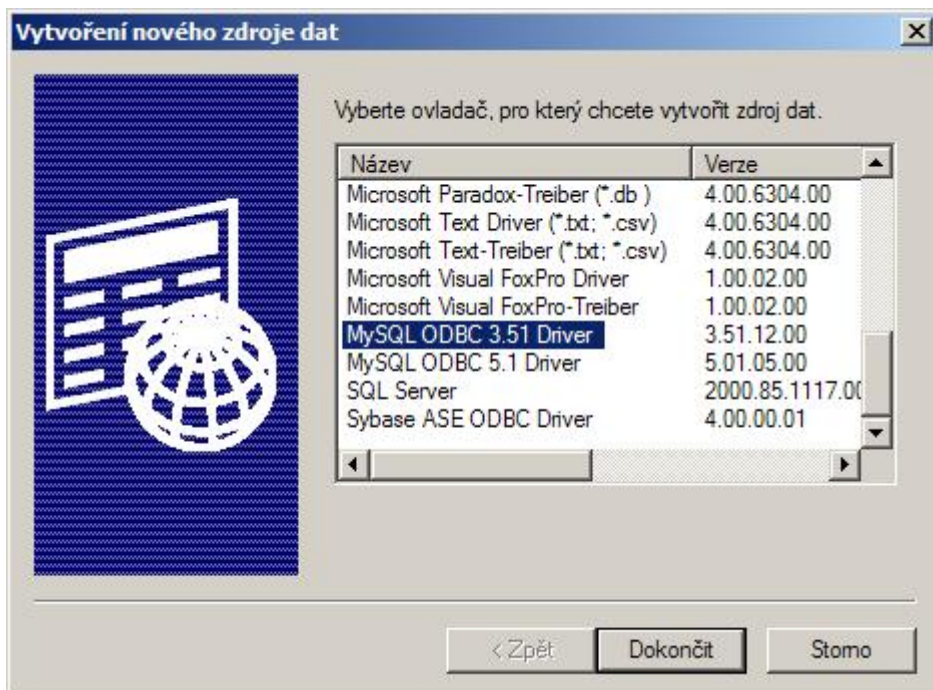 Vytvoření nového zdroje dat
Vyberte ovladač, pro který chcete vytvořit zdroj dat.
Název Verze
Microsoft Paradox-Treiber (*.db ) 4.00.6304.00
Microsoft Text Driver (*.txt; *.csv) 4.00.6304.00
Microsoft Text-Treiber (*.txt; *.csv) 4.00.6304.00
Microsoft Visual FoxPro Driver 1.00.02.00
Microsoft Visual FoxPro-Treiber 1.00.02.00
MySQL ODBC 3.51 Driver 3.51.12.00
MySQL ODBC 5.1 Driver 5.01.05.00
SQL Server 2000.85.1117.00
Sybase ASE ODBC Driver 4.00.00.01
< Zpět Dokončit Storno